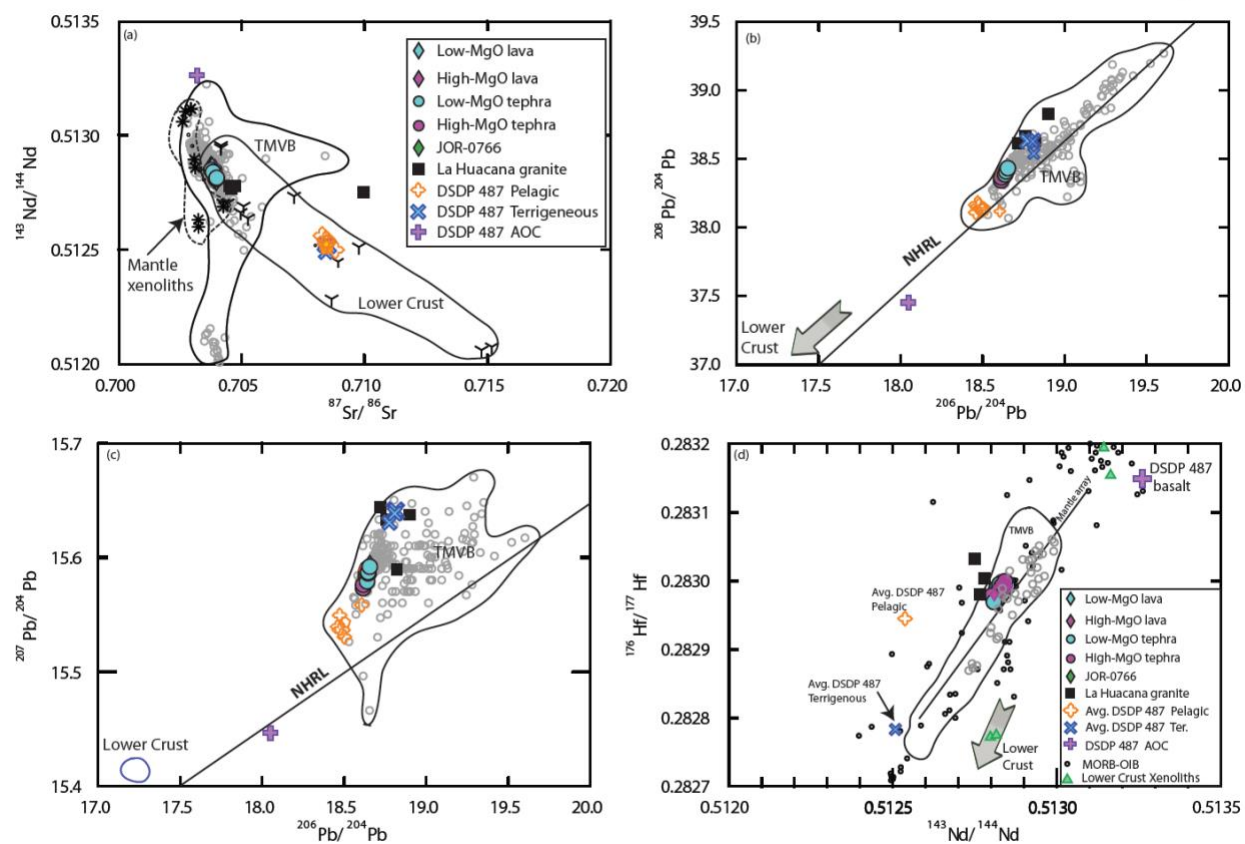 (a)
0.5135
0.5130
0.5125
0.5120
143Nd/144Nd
0.700
0.705
0.710
0.715
0.720
87Sr/86Sr
TMVB
Mantle
xenoliths
Lower Crust
Low-MgO lava
High-MgO lava
Low-MgO tephra
High-MgO tephra
JOR-0766
La Huacana granite
DSDP 487 Pelagic
DSDP 487 Terrigeneous
DSDP 487 AOC
(b)
39.5
39.0
38.5
38.0
37.5
37.0
208Pb/204Pb
17.0
17.5
18.0
18.5
19.0
19.5
20.0
206Pb/204Pb
TMVB
NHRL
Lower
Crust
(c)
15.7
15.6
15.5
15.4
207Pb/204Pb
17.0
17.5
18.0
18.5
19.0
19.5
20.0
206Pb/204Pb
TMVB
NHRL
Lower Crust
(d)
0.2832
0.2831
0.2830
0.2829
0.2828
0.2827
176Hf/177Hf
0.5120
0.5125
0.5130
0.5135
143Nd/144Nd
DSDP 487
basalt
Mantle array
TMVB
Avg. DSDP 487
Pelagic
Avg. DSDP 487
Terrigenous
Lower
Crust
Low-MgO lava
High-MgO lava
Low-MgO tephra
High-MgO tephra
JOR-0766
La Huacana granite
Avg. DSDP 487 Pelagic
Avg. DSDP 487 Ter.
DSDP 487 AOC
MORB-OIB
Lower Crust Xenoliths